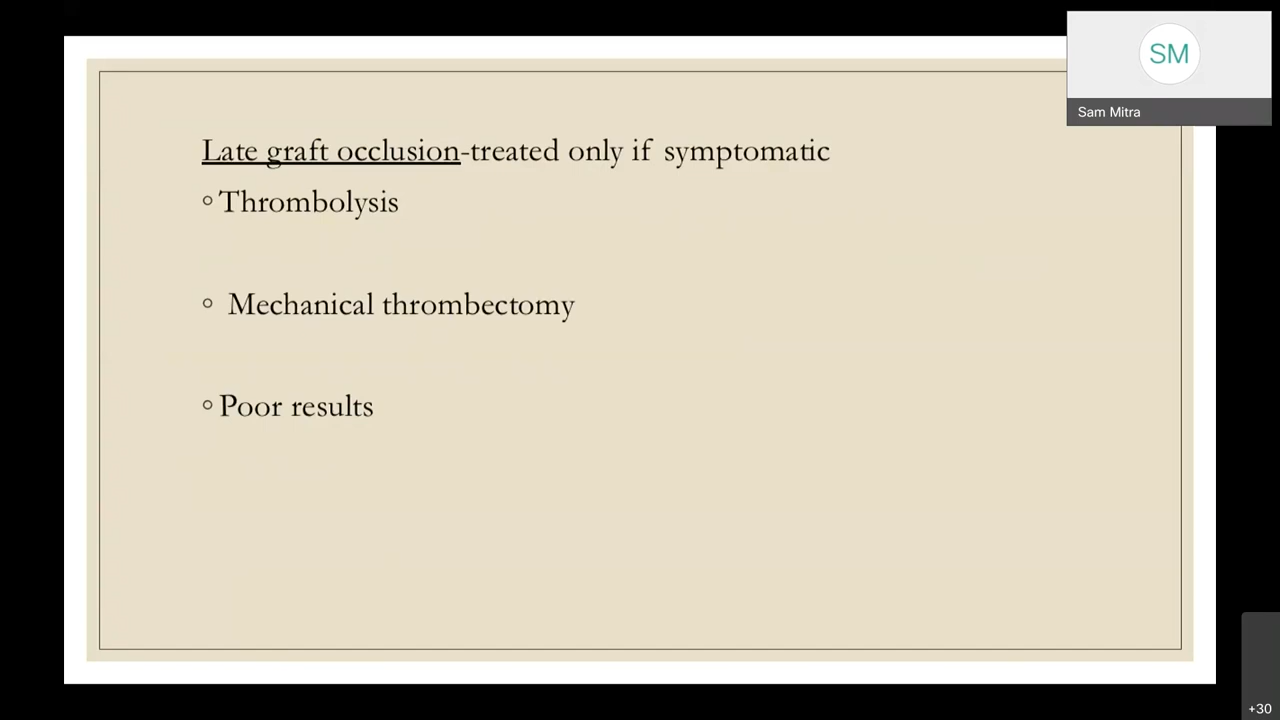 SM
Sam Mitra
Late graft occlusion-treated only if symptomatic
Thrombolysis
Mechanical thrombectomy
Poor results
+30